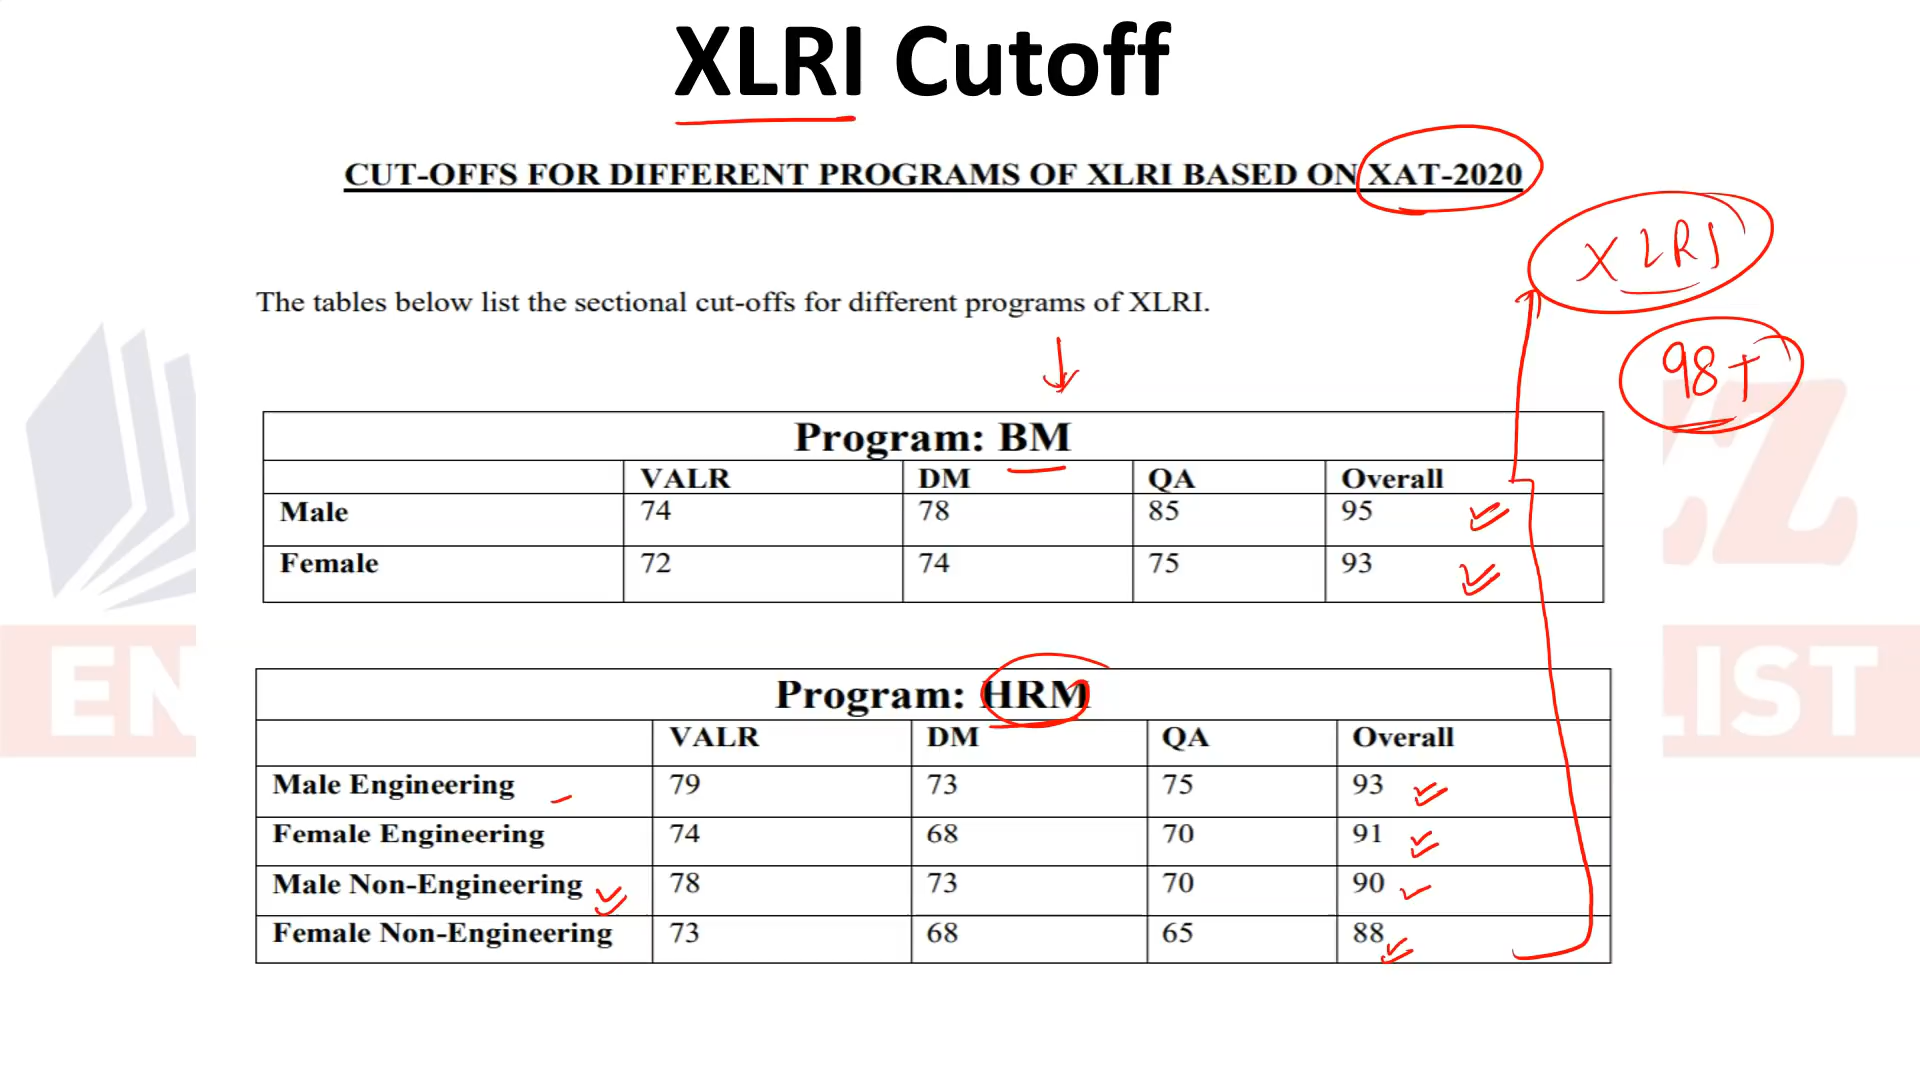 XLRI Cutoff
CUT-OFFS FOR DIFFERENT PROGRAMS OF XLRI BASED ON XAT-2020
XLRI
The tables below list the sectional cut-offs for different programs of XLRI.
98+
Program: BM
VALR DM QA Overall
Male 74 78 85 95
Female 72 74 75 93
Program: HRM
VALR DM QA Overall
Male Engineering 79 73 75 93
Female Engineering 74 68 70 91
Male Non-Engineering 78 73 70 90
Female Non-Engineering 73 68 65 88
EN
LIST